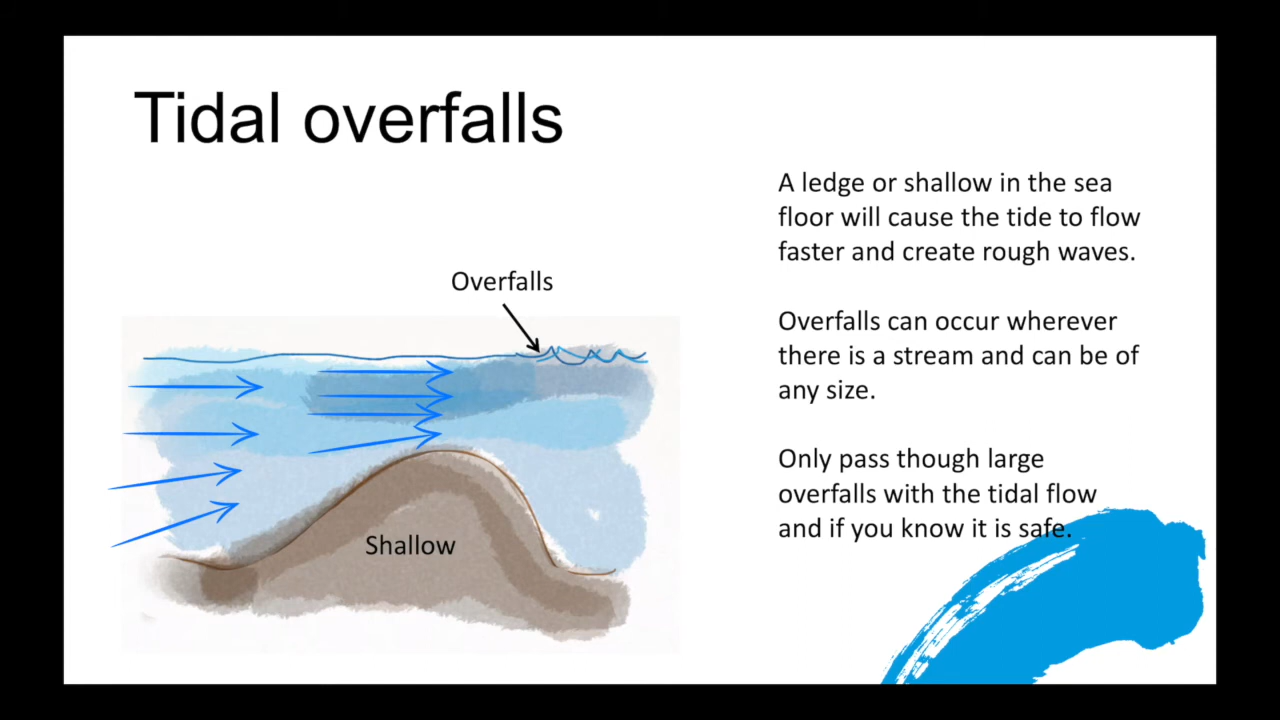 Tidal overfalls
A ledge or shallow in the sea
floor will cause the tide to flow
faster and create rough waves.
Overfalls can occur wherever
there is a stream and can be of
any size.
Only pass though large
overfalls with the tidal flow
and if you know it is safe.
Overfalls
Shallow